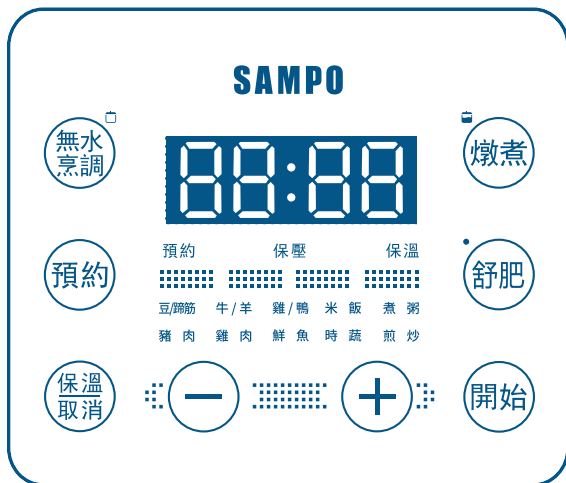 SAMPO
無水
烹調
88:88
燉煮
預約 保壓 保溫
預約
舒肥
豆/蹄筋 牛/羊 雞/鴨 米飯 煮粥
豬肉 雞肉 鮮魚 時蔬 煎炒
保溫
取消
− +
開始